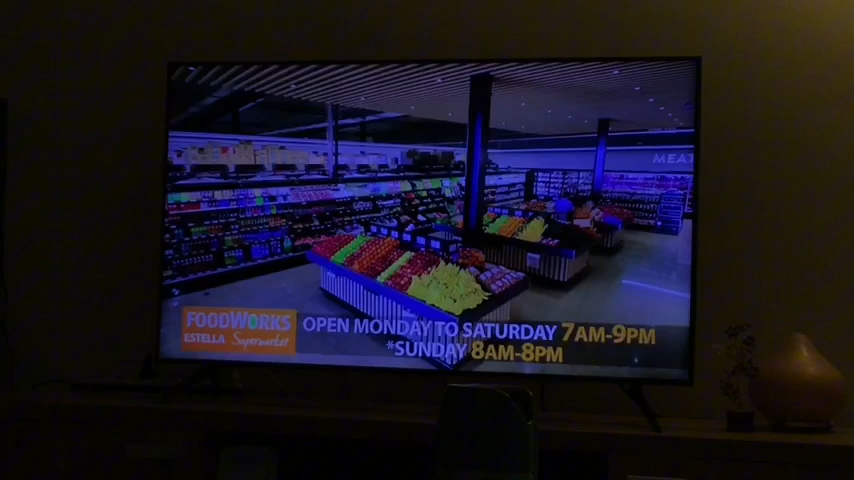 MEAT
FOODWORKS
ESTELLA Supermarket
OPEN MONDAY TO SATURDAY 7AM-9PM
*SUNDAY 8AM-8PM